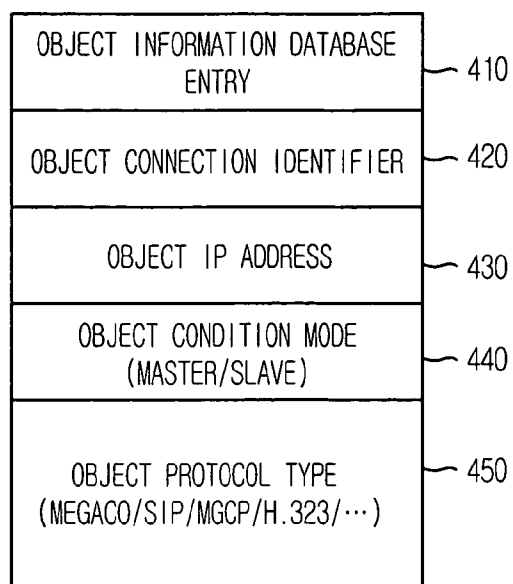 OBJECT INFORMATION DATABASE
ENTRY
410
OBJECT CONNECTION IDENTIFIER
420
OBJECT IP ADDRESS
430
OBJECT CONDITION MODE
(MASTER/SLAVE)
440
OBJECT PROTOCOL TYPE
(MEGACO/SIP/MGCP/H.323/⋯)
450